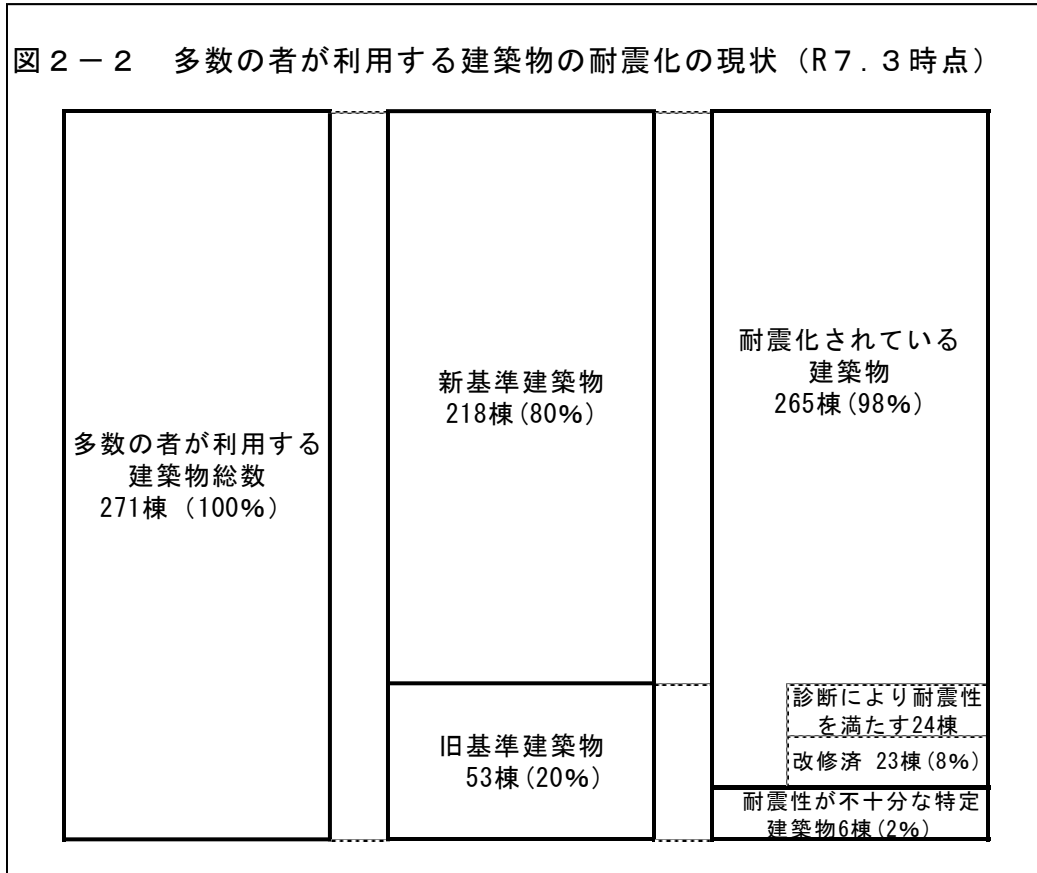 図２－２　多数の者が利用する建築物の耐震化の現状（R７.３時点）
多数の者が利用する
建築物総数
271棟（100%）
新基準建築物
218棟(80%)
旧基準建築物
53棟(20%)
耐震化されている
建築物
265棟(98%)
診断により耐震性
を満たす24棟
改修済 23棟(8%)
耐震性が不十分な特定
建築物6棟(2%)